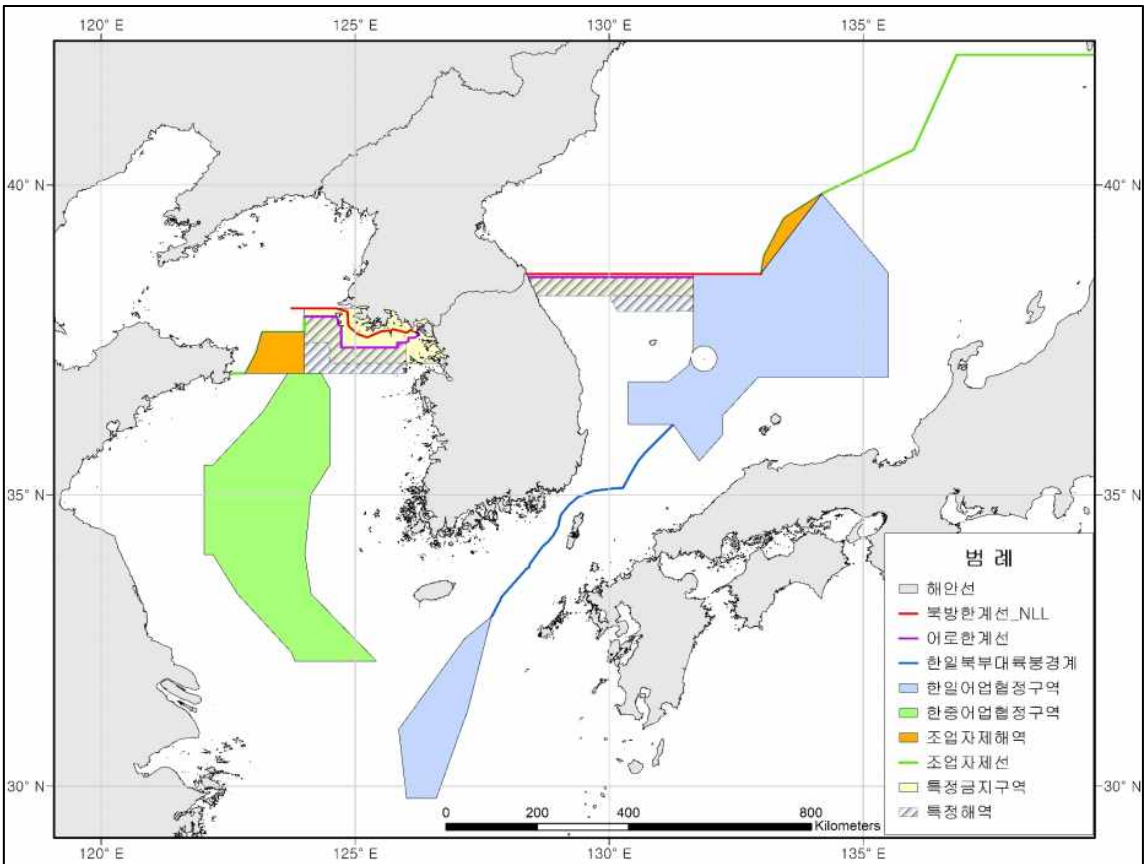 120° E 125° E 130° E 135° E
40° N 40° N
35° N 35° N
30° N 30° N
범 례
해안선
북방한계선_NLL
어로한계선
한일북부대륙붕경계
한일어업협정구역
한중어업협정구역
조업자제해역
조업자제선
특정금지구역
특정해역
0 200 400 800
Kilometers
120° E 125° E 130° E 135° E